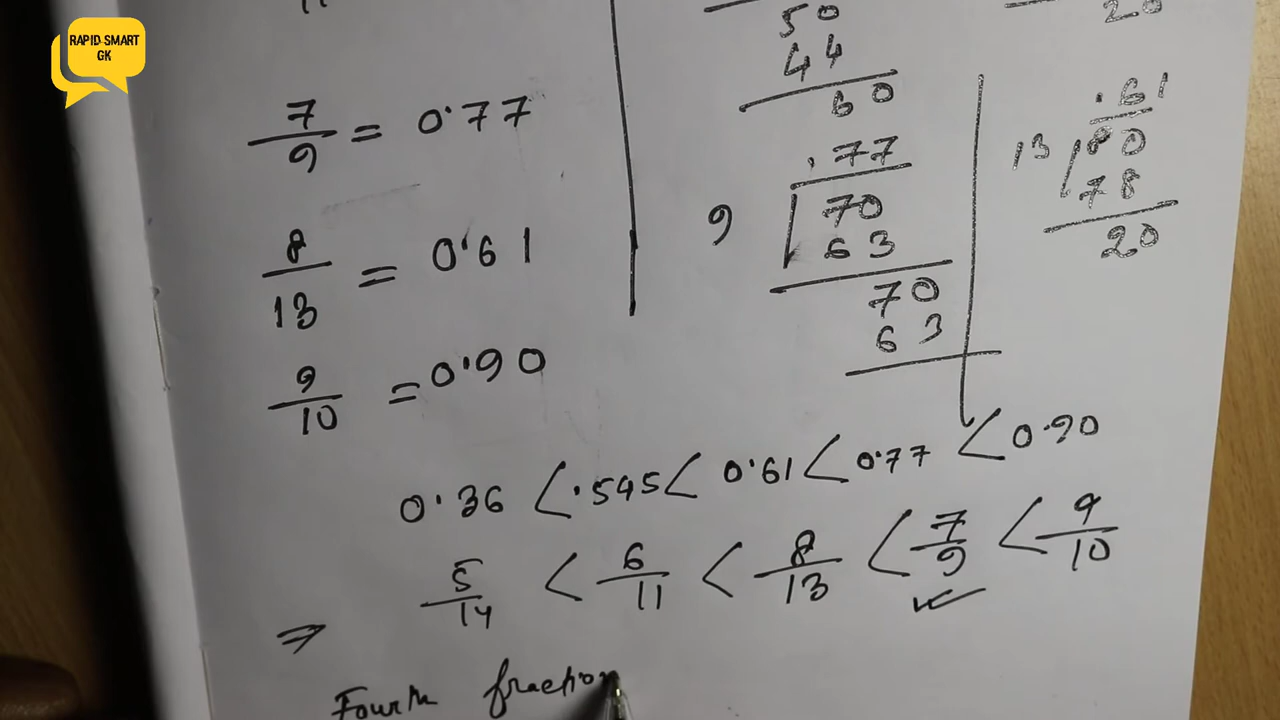 RAPID SMART
GK
7/9 = 0.77
8/13 = 0.61
9/10 = 0.90
50
44
60
.77
9 70
63
70
63
20
.61
13 80
78
20
0.36 < .545 < 0.61 < 0.77 < 0.90
⇒ 5/14 < 6/11 < 8/13 < 7/9 < 9/10
Fourth fraction